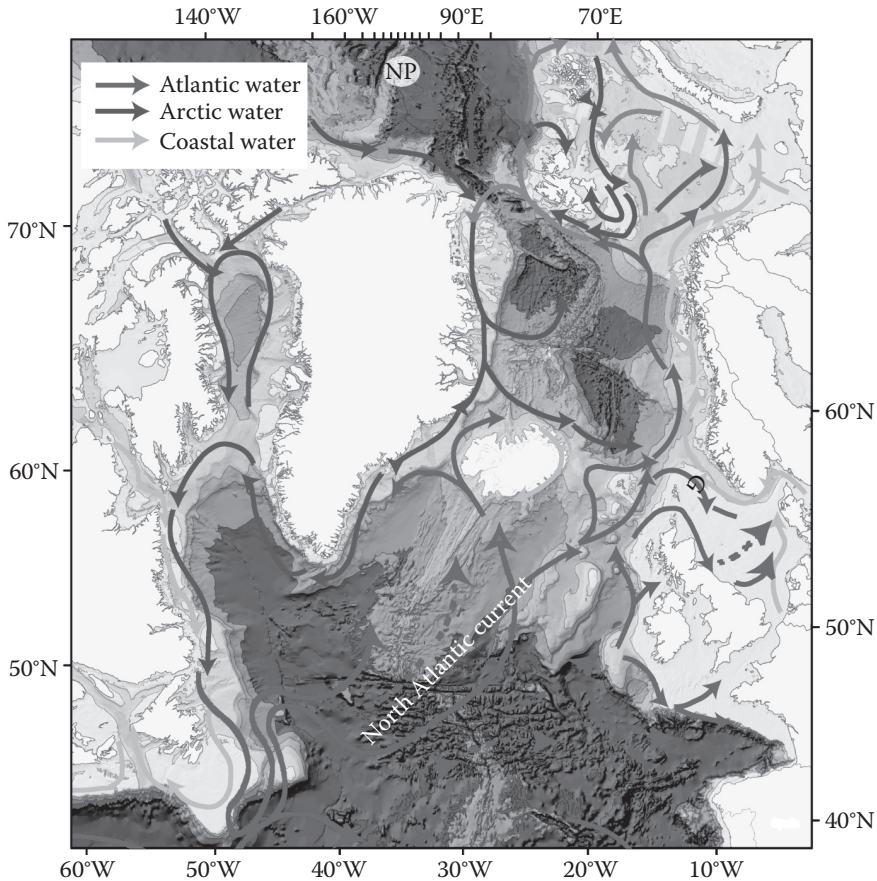 140°W 160°W 90°E 70°E
NP
Atlantic water
Arctic water
Coastal water
70°N
60°N
60°N
50°N
50°N
North Atlantic current
40°N
60°W 50°W 40°W 30°W 20°W 10°W